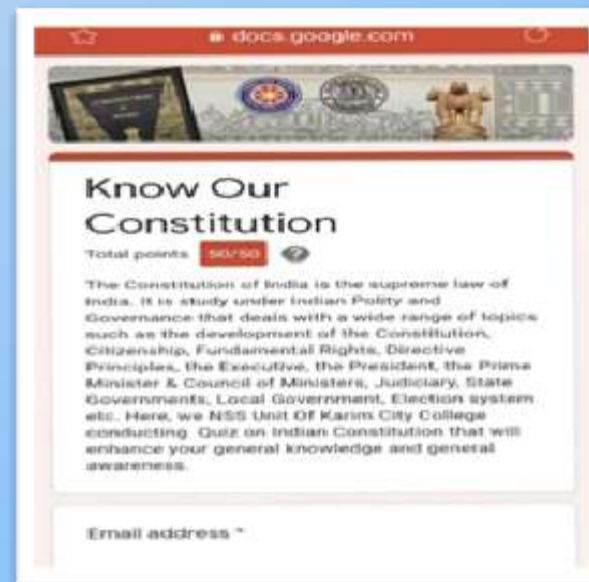 docs.google.com
Know Our
Constitution
Total points 50/50
The Constitution of India is the supreme law of
India. It is study under Indian Polity and
Governance that deals with a wide range of topics
such as the development of the Constitution,
Citizenship, Fundamental Rights, Directive
Principles, the Executive, the President, the Prime
Minister & Council of Ministers, Judiciary, State
Governments, Local Government, Election system
etc. Here, we NSS Unit Of Karim City College
conducting Quiz on Indian Constitution that will
enhance your general knowledge and general
awareness.
Email address *